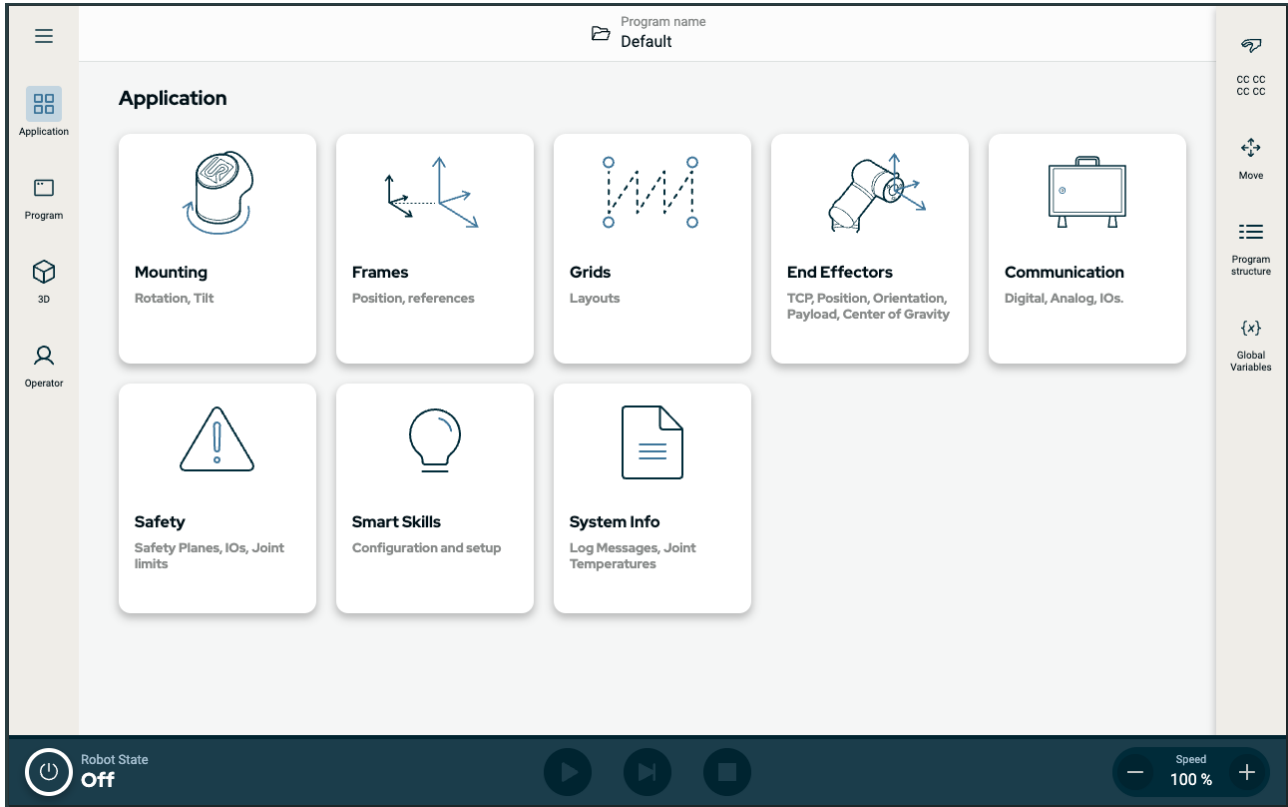 Program name
Default
Application
Program
3D
Operator
Application
Mounting
Rotation, Tilt
Frames
Position, references
Grids
Layouts
End Effectors
TCP, Position, Orientation,
Payload, Center of Gravity
Communication
Digital, Analog, IOs.
Safety
Safety Planes, IOs, Joint
limits
Smart Skills
Configuration and setup
System Info
Log Messages, Joint
Temperatures
CC CC
CC CC
Move
Program
structure
{x}
Global
Variables
Robot State
Off
Speed
100 %